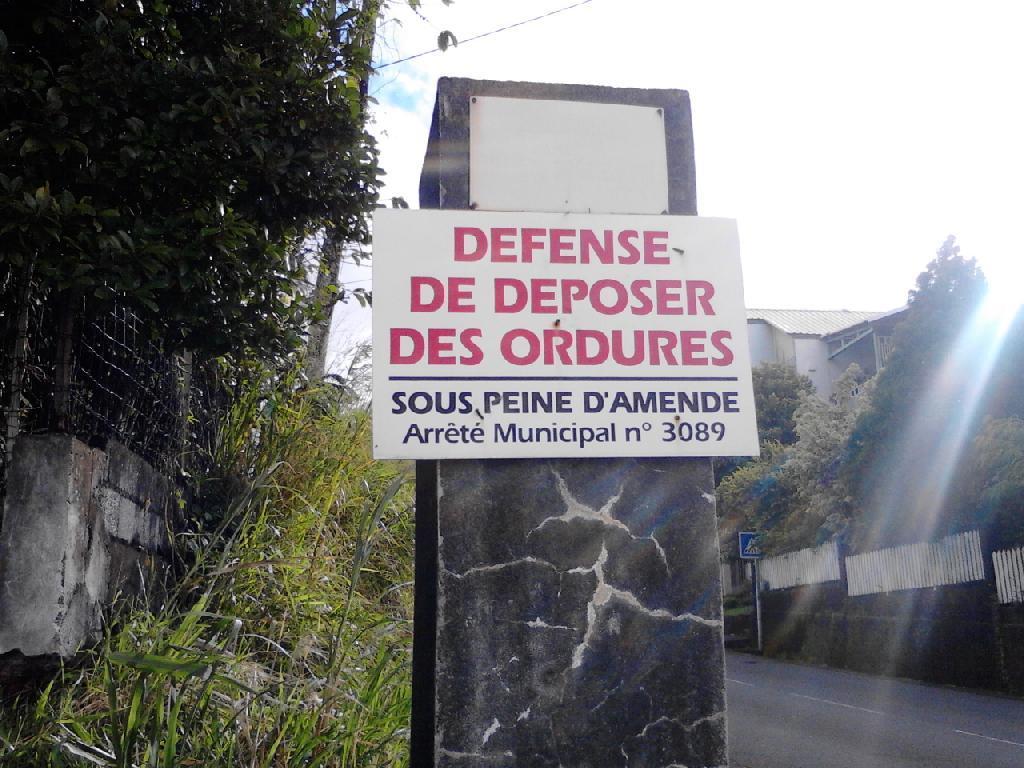 DEFENSE
DE DEPOSER
DES ORDURES
SOUS PEINE D'AMENDE
Arrêté Municipal n° 3089